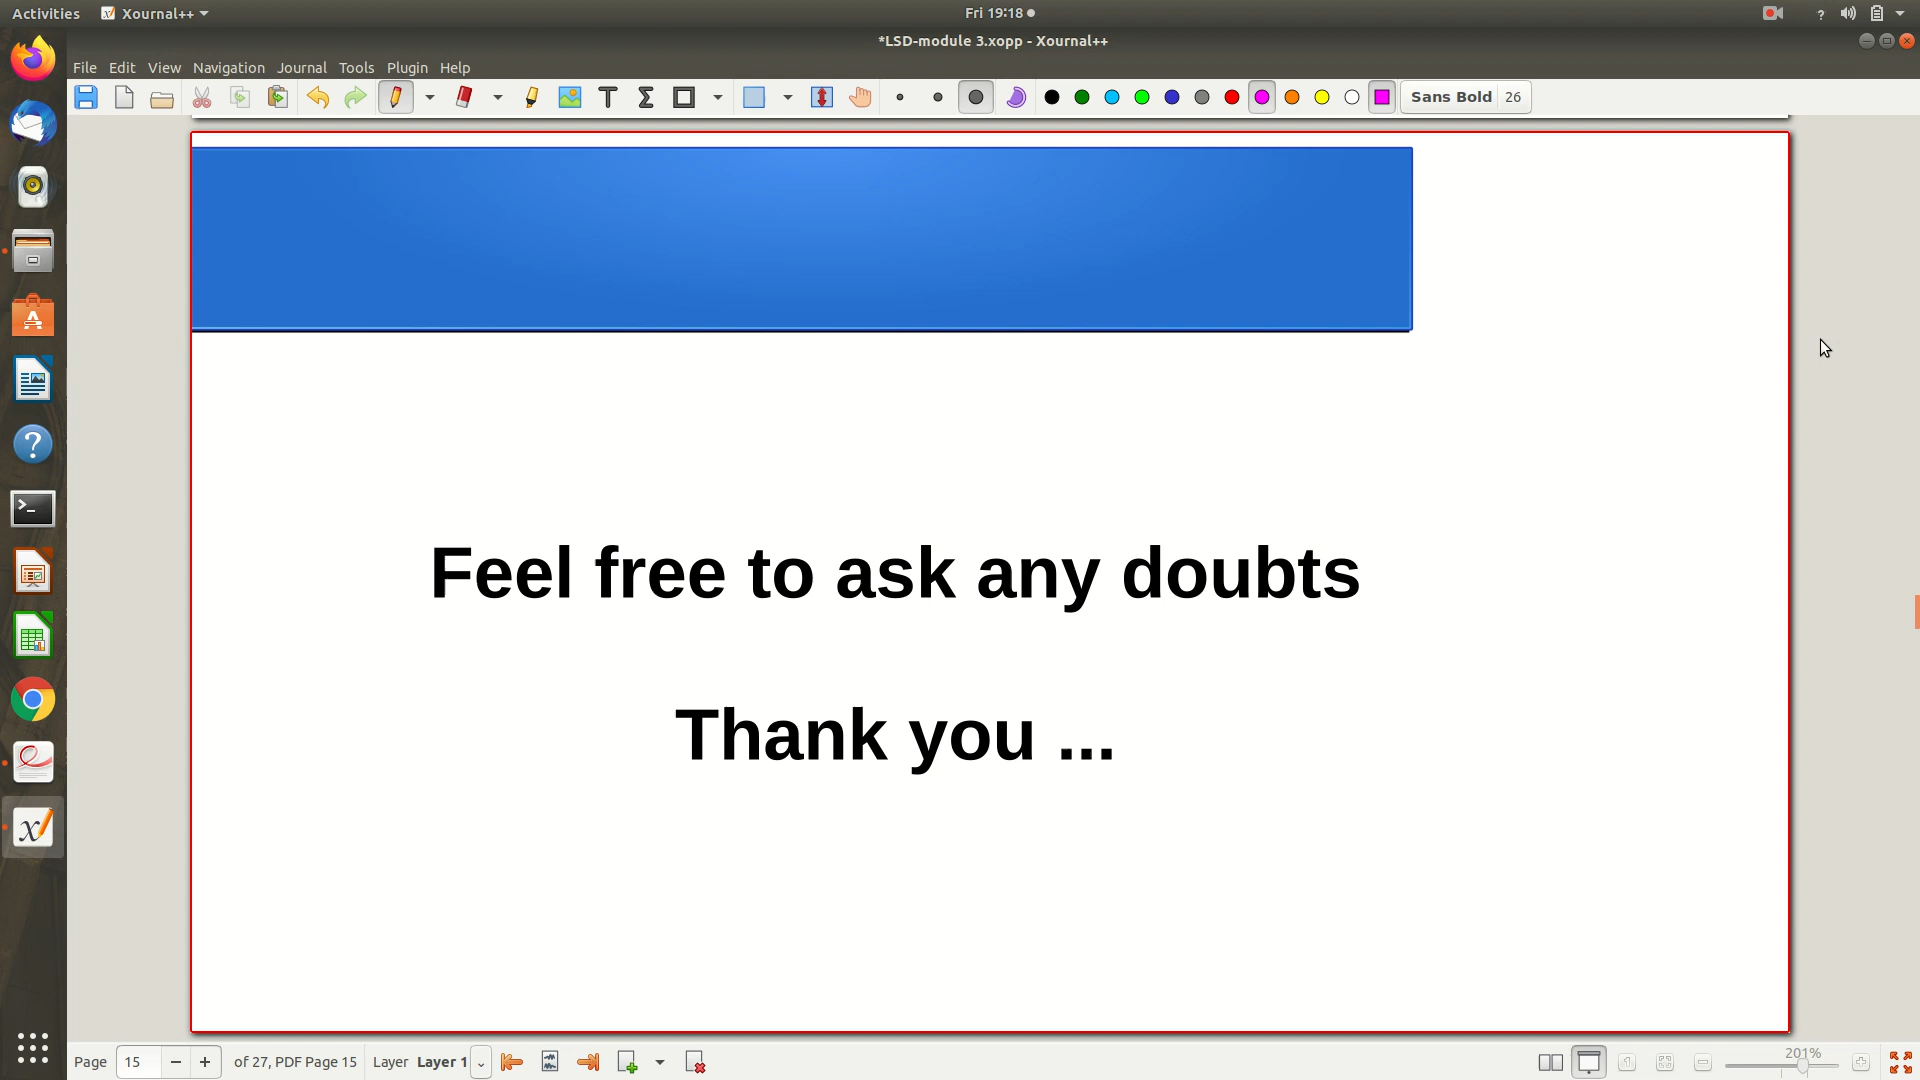 Activities Xournal++ Fri 19:18
*LSD-module 3.xopp - Xournal++
File Edit View Navigation Journal Tools Plugin Help
Sans Bold 26
Feel free to ask any doubts
Thank you ...
Page 15 of 27, PDF Page 15 Layer Layer 1 201%